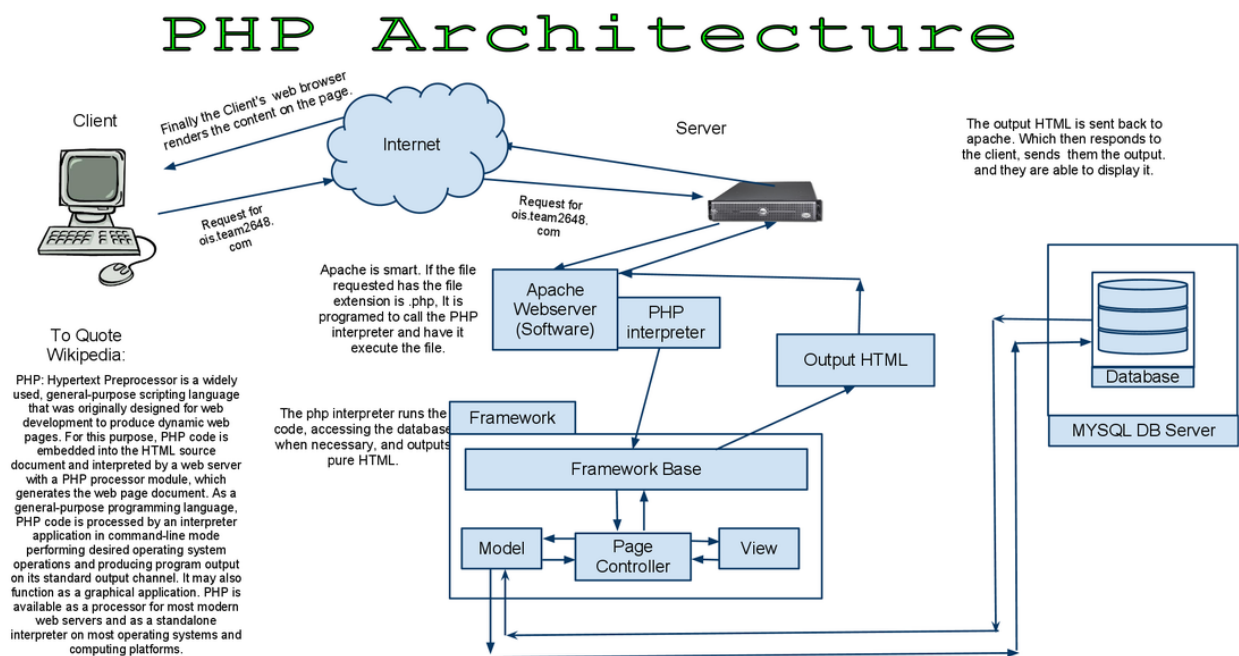 PHP Architecture
Client
Finally the Client's web browser
renders the content on the page.
Internet
Server
The output HTML is sent back to
apache. Which then responds to
the client, sends them the output.
and they are able to display it.
Request for
ois.team2648.
com
Request for
ois.team2648.
com
Apache is smart. If the file
requested has the file
extension is .php, It is
programed to call the PHP
interpreter and have it
execute the file.
Apache
Webserver
(Software)
PHP
interpreter
Output HTML
Database
MYSQL DB Server
To Quote
Wikipedia:
PHP: Hypertext Preprocessor is a widely
used, general-purpose scripting language
that was originally designed for web
development to produce dynamic web
pages. For this purpose, PHP code is
embedded into the HTML source
document and interpreted by a web server
with a PHP processor module, which
generates the web page document. As a
general-purpose programming language,
PHP code is processed by an interpreter
application in command-line mode
performing desired operating system
operations and producing program output
on its standard output channel. It may also
function as a graphical application. PHP is
available as a processor for most modern
web servers and as a standalone
interpreter on most operating systems and
computing platforms.
The php interpreter runs the
code, accessing the database
when necessary, and outputs
pure HTML.
Framework
Framework Base
Model
Page
Controller
View